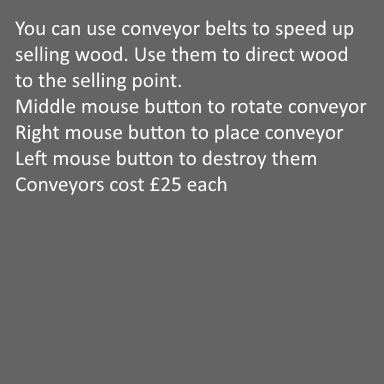 You can use conveyor belts to speed up
selling wood. Use them to direct wood
to the selling point.
Middle mouse button to rotate conveyor
Right mouse button to place conveyor
Left mouse button to destroy them
Conveyors cost £25 each